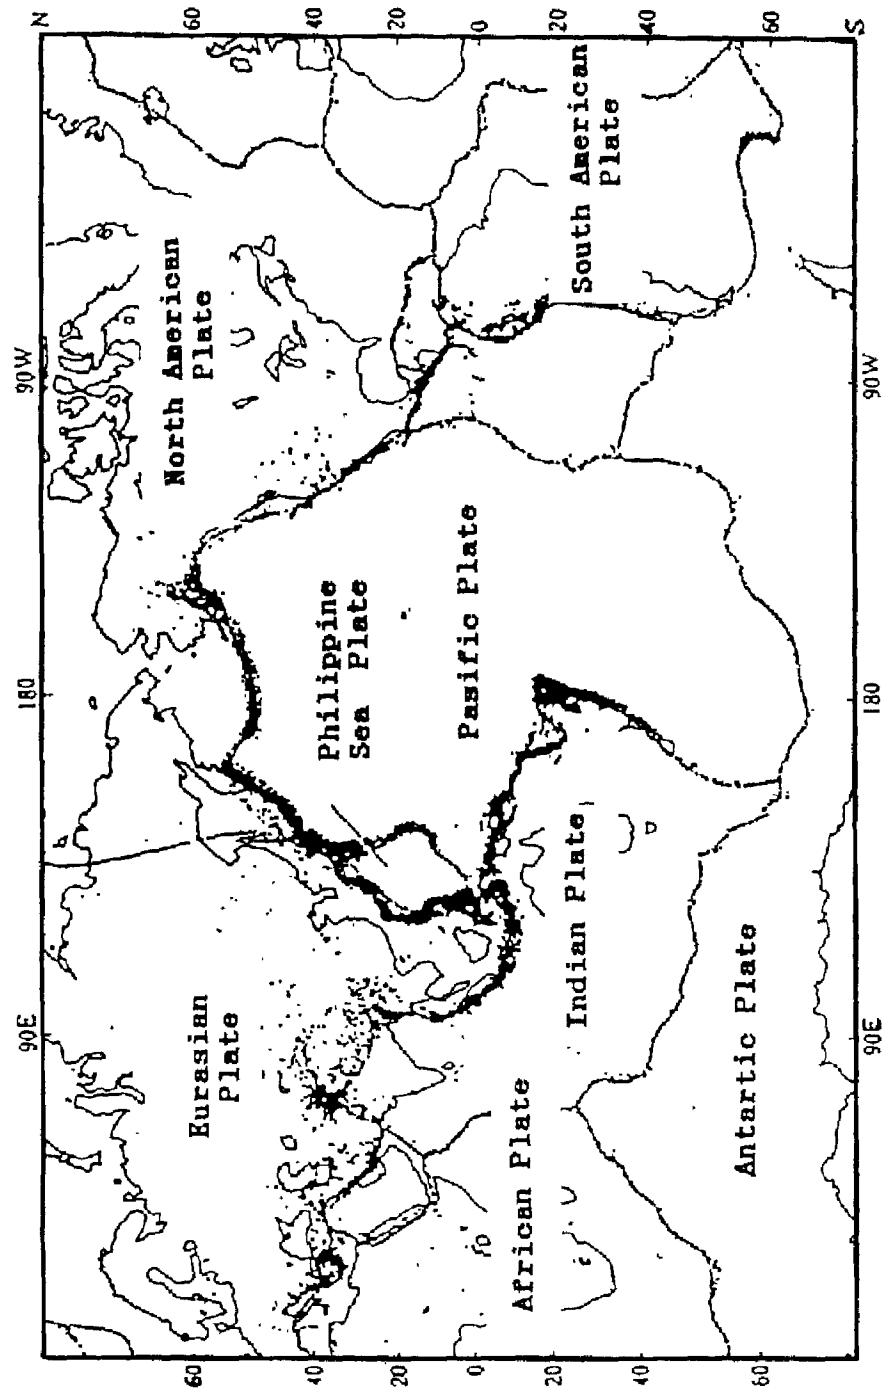 N
60
40
20
0
20
40
60
S
90W
180
90E
North American
Plate
South American
Plate
Philippine
Sea Plate
Pasific Plate
Eurasian
Plate
Indian Plate
African Plate
Antartic Plate
90W
180
90E
60
40
20
0
20
40
60